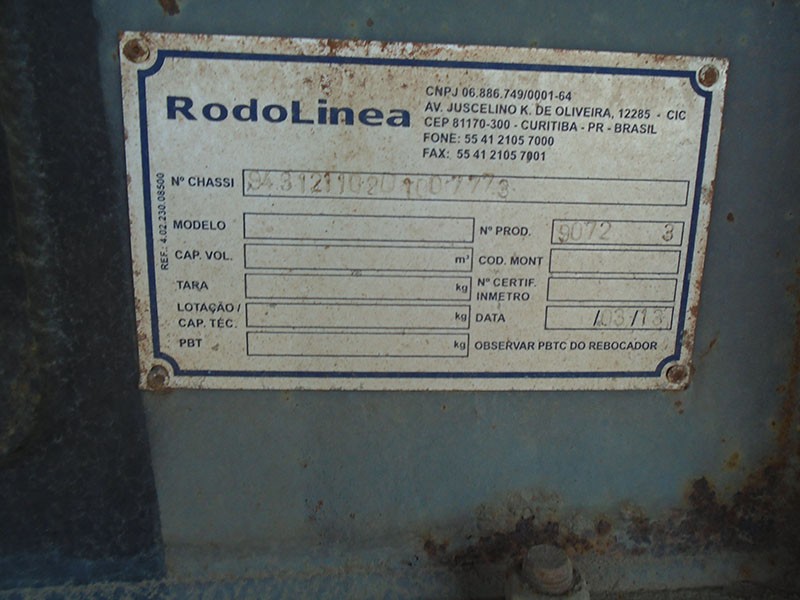 RodoLinea
CNPJ 06.886.749/0001-64
AV. JUSCELINO K. DE OLIVEIRA, 12285 - CIC
CEP 81170-300 - CURITIBA - PR - BRASIL
FONE: 55 41 2105 7000
FAX: 55 41 2105 7001
REF.: 4.02.230.08500
Nº CHASSI
MODELO
Nº PROD. 9072 3
CAP. VOL. m³
COD. MONT
TARA kg
Nº CERTIF.
INMETRO
LOTAÇÃO /
CAP. TÉC. kg
DATA /03/13
PBT kg
OBSERVAR PBTC DO REBOCADOR